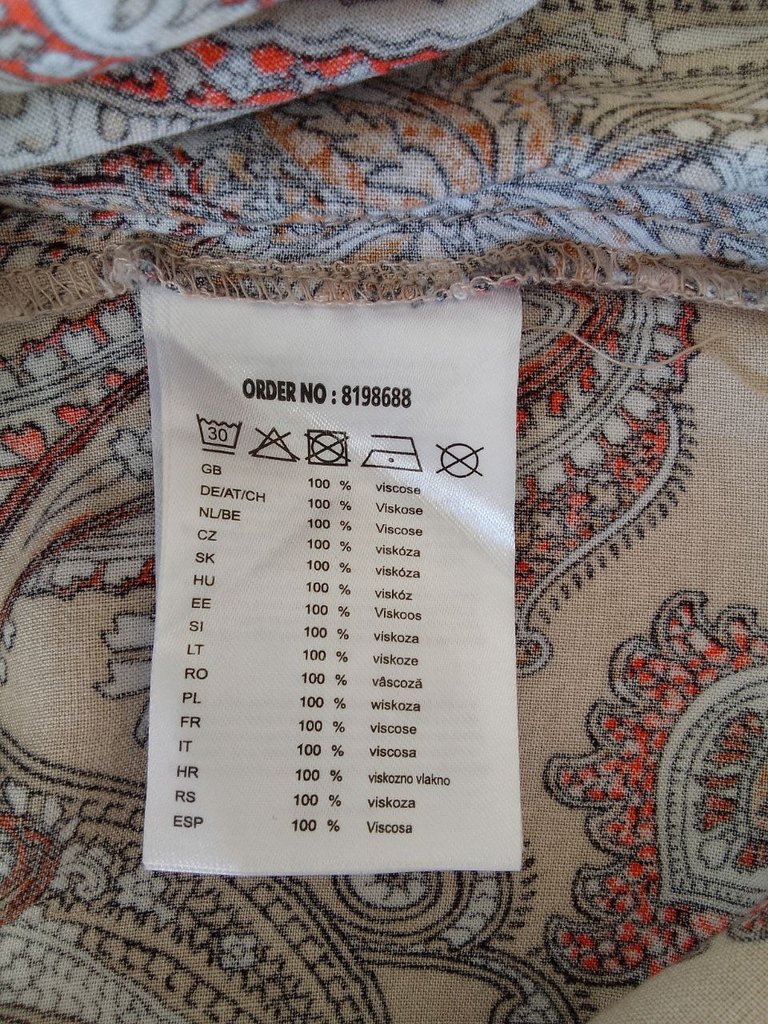 ORDER NO : 8198688
30
GB 100 % viscose
DE/AT/CH 100 % Viskose
NL/BE 100 % Viscose
CZ 100 % viskóza
SK 100 % viskóza
HU 100 % viskóz
EE 100 % Viskoos
SI 100 % viskoza
LT 100 % viskoze
RO 100 % vâscoză
PL 100 % wiskoza
FR 100 % viscose
IT 100 % viscosa
HR 100 % viskozno vlakno
RS 100 % viskoza
ESP 100 % Viscosa